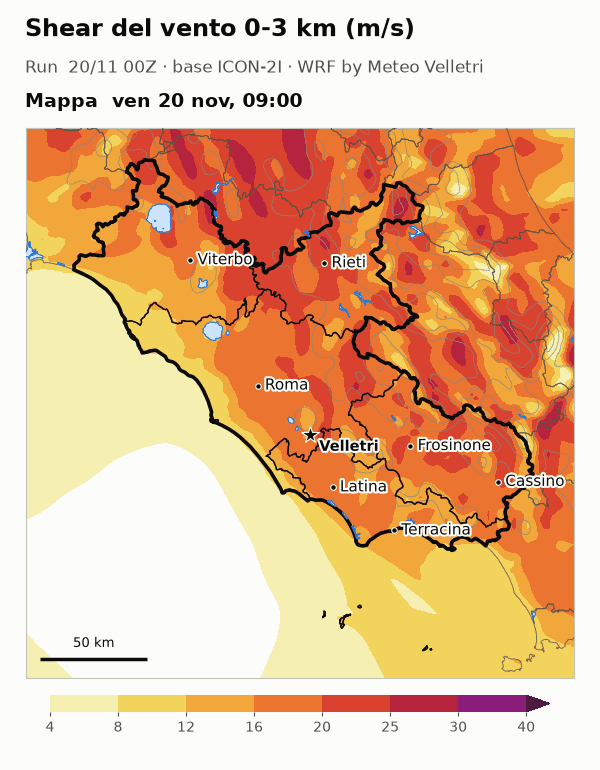 Shear del vento 0-3 km (m/s)
Run  20/11 00Z · base ICON-2I · WRF by Meteo Velletri
Mappa  ven 20 nov, 09:00
Viterbo
Rieti
Roma
Velletri
Frosinone
Latina
Cassino
Terracina
50 km
4 8 12 16 20 25 30 40